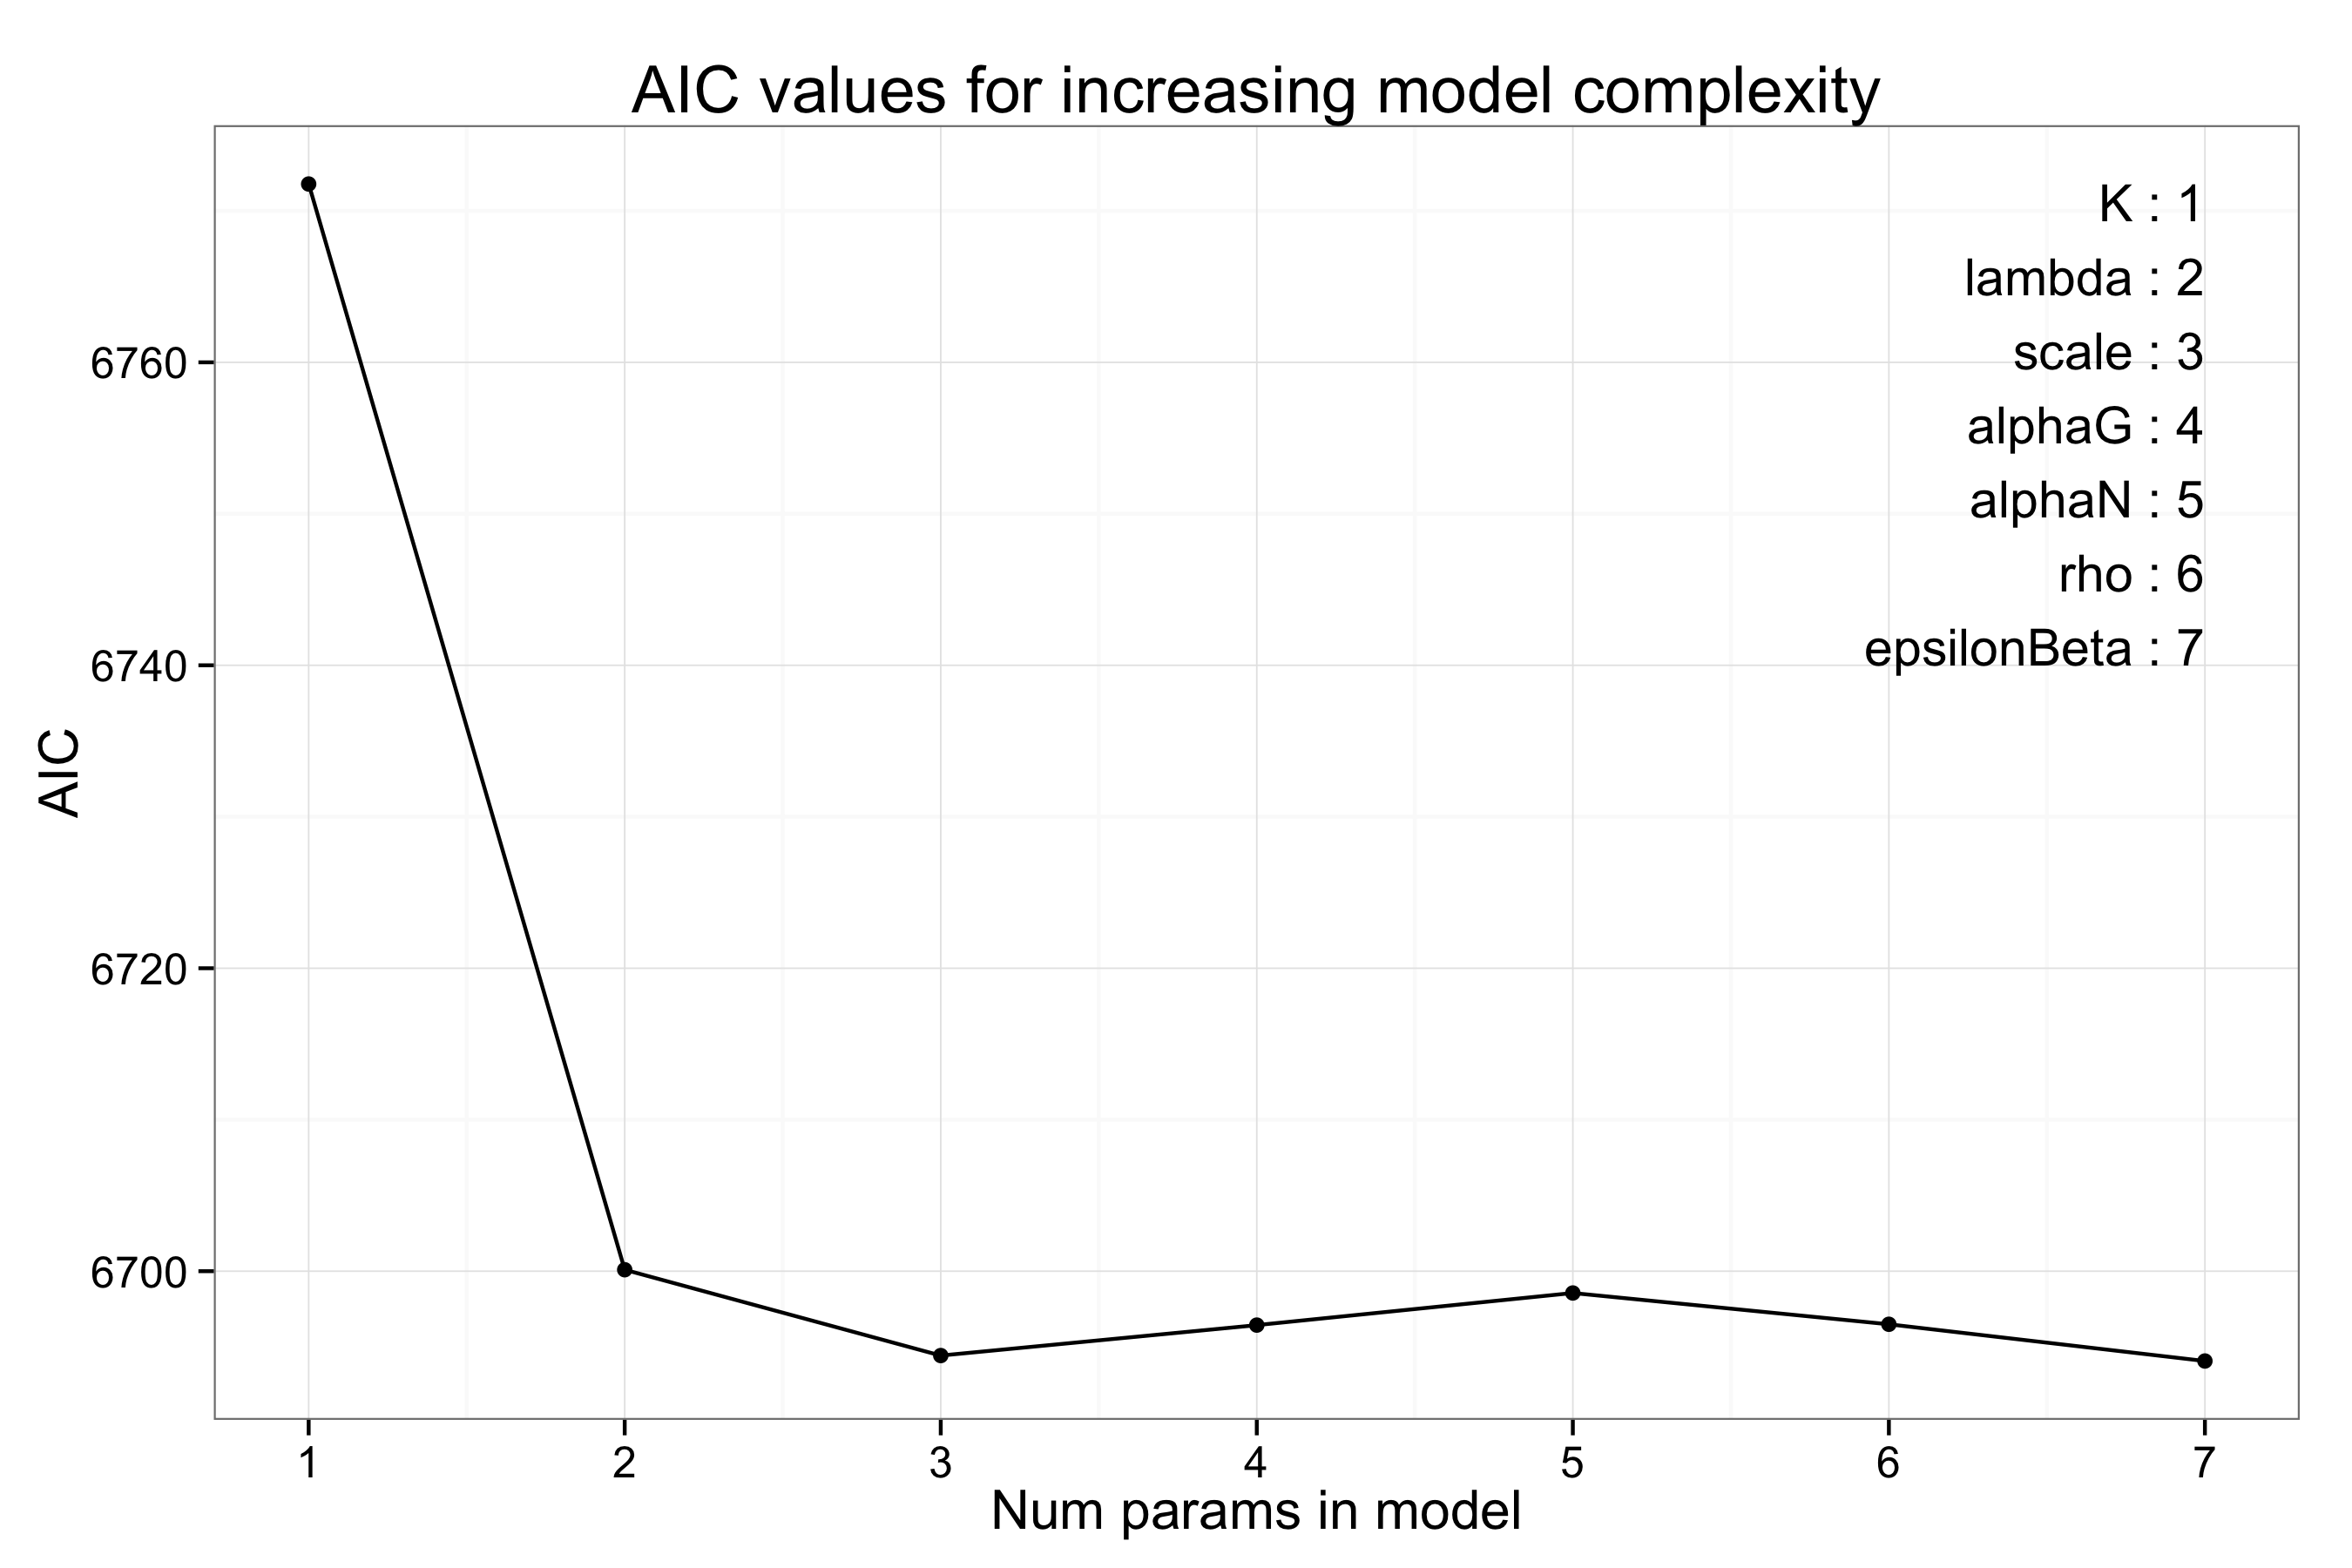 AIC values for increasing model complexity
K : 1
lambda : 2
scale : 3
alphaG : 4
alphaN : 5
rho : 6
epsilonBeta : 7
6760
6740
6720
6700
AIC
1 2 3 4 5 6 7
Num params in model